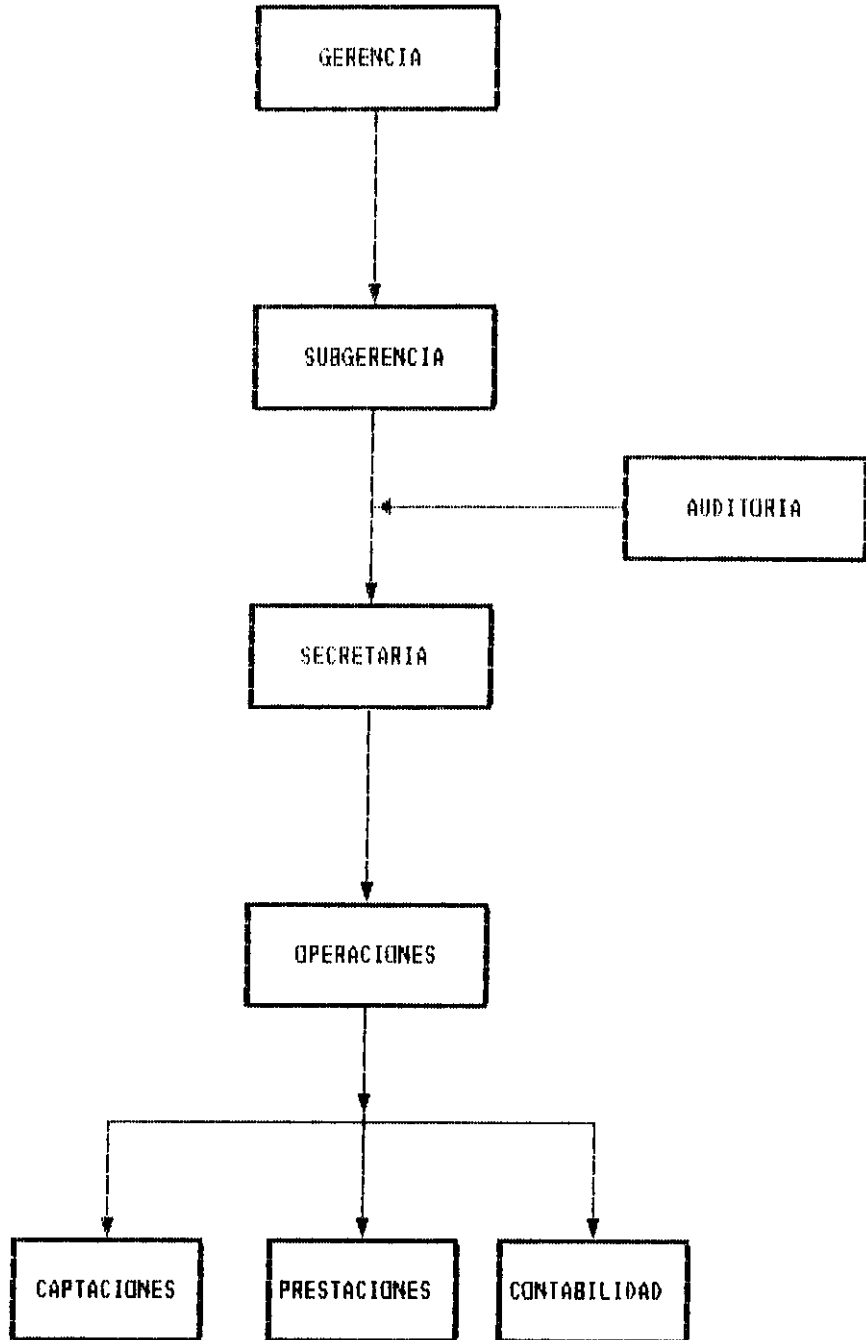 GERENCIA
SUBGERENCIA
AUDITORIA
SECRETARIA
OPERACIONES
CAPTACIONES
PRESTACIONES
CONTABILIDAD